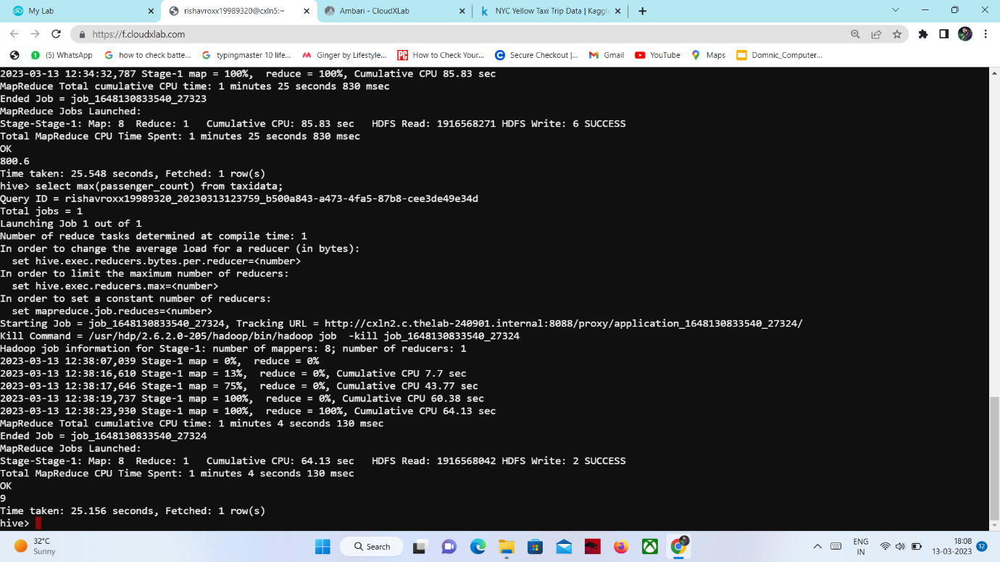 My Lab
rishavroxx19989320@cxln5:~
Ambari - CloudXLab
NYC Yellow Taxi Trip Data | Kaggl
https://f.cloudxlab.com
(5) WhatsApp
how to check batte...
typingmaster 10 life...
Ginger by Lifestyle...
PC
How to Check Your...
Secure Checkout |...
Gmail
YouTube
Maps
Domnic_Computer...
2023-03-13 12:34:32,787 Stage-1 map = 100%,  reduce = 100%, Cumulative CPU 85.83 sec
MapReduce Total cumulative CPU time: 1 minutes 25 seconds 830 msec
Ended Job = job_1648130833540_27323
MapReduce Jobs Launched:
Stage-Stage-1: Map: 8  Reduce: 1   Cumulative CPU: 85.83 sec   HDFS Read: 1916568271 HDFS Write: 6 SUCCESS
Total MapReduce CPU Time Spent: 1 minutes 25 seconds 830 msec
OK
800.6
Time taken: 25.548 seconds, Fetched: 1 row(s)
hive> select max(passenger_count) from taxidata;
Query ID = rishavroxx19989320_20230313123759_b500a843-a473-4fa5-87b8-cee3de49e34d
Total jobs = 1
Launching Job 1 out of 1
Number of reduce tasks determined at compile time: 1
In order to change the average load for a reducer (in bytes):
  set hive.exec.reducers.bytes.per.reducer=<number>
In order to limit the maximum number of reducers:
  set hive.exec.reducers.max=<number>
In order to set a constant number of reducers:
  set mapreduce.job.reduces=<number>
Starting Job = job_1648130833540_27324, Tracking URL = http://cxln2.c.thelab-240901.internal:8088/proxy/application_1648130833540_27324/
Kill Command = /usr/hdp/2.6.2.0-205/hadoop/bin/hadoop job  -kill job_1648130833540_27324
Hadoop job information for Stage-1: number of mappers: 8; number of reducers: 1
2023-03-13 12:38:07,039 Stage-1 map = 0%,  reduce = 0%
2023-03-13 12:38:16,610 Stage-1 map = 13%,  reduce = 0%, Cumulative CPU 7.7 sec
2023-03-13 12:38:17,646 Stage-1 map = 75%,  reduce = 0%, Cumulative CPU 43.77 sec
2023-03-13 12:38:19,737 Stage-1 map = 100%,  reduce = 0%, Cumulative CPU 60.38 sec
2023-03-13 12:38:23,930 Stage-1 map = 100%,  reduce = 100%, Cumulative CPU 64.13 sec
MapReduce Total cumulative CPU time: 1 minutes 4 seconds 130 msec
Ended Job = job_1648130833540_27324
MapReduce Jobs Launched:
Stage-Stage-1: Map: 8  Reduce: 1   Cumulative CPU: 64.13 sec   HDFS Read: 1916568042 HDFS Write: 2 SUCCESS
Total MapReduce CPU Time Spent: 1 minutes 4 seconds 130 msec
OK
9
Time taken: 25.156 seconds, Fetched: 1 row(s)
hive>
32°C
Sunny
Search
ENG
IN
18:08
13-03-2023
12